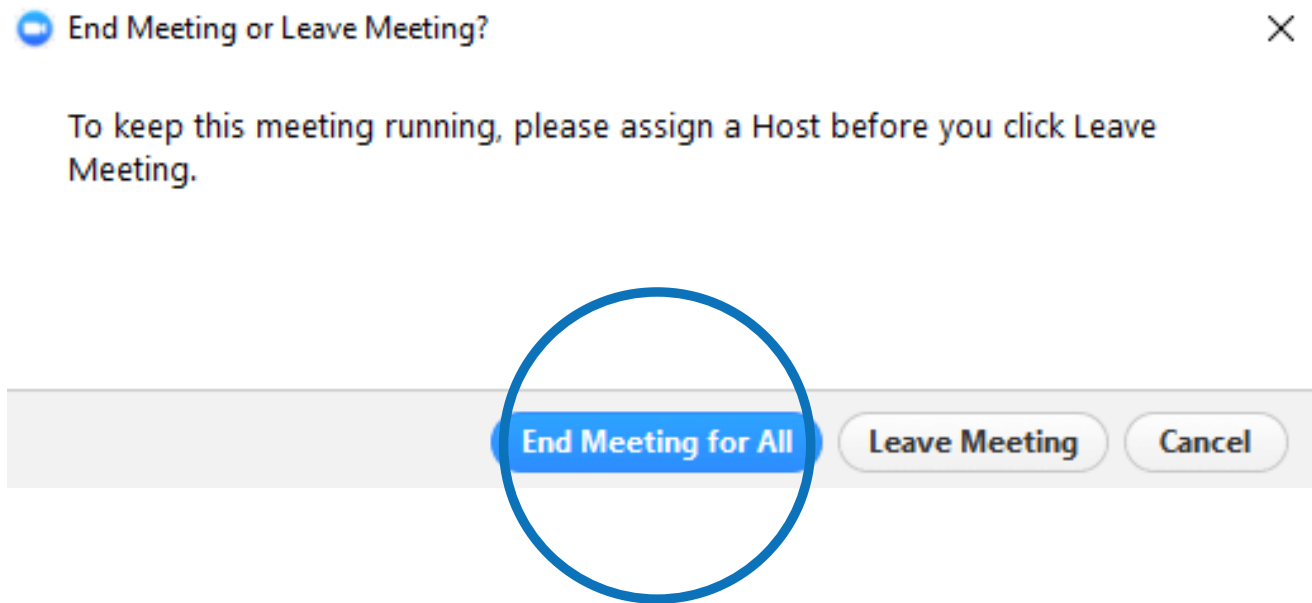 End Meeting or Leave Meeting?
To keep this meeting running, please assign a Host before you click Leave
Meeting.
End Meeting for All
Leave Meeting
Cancel